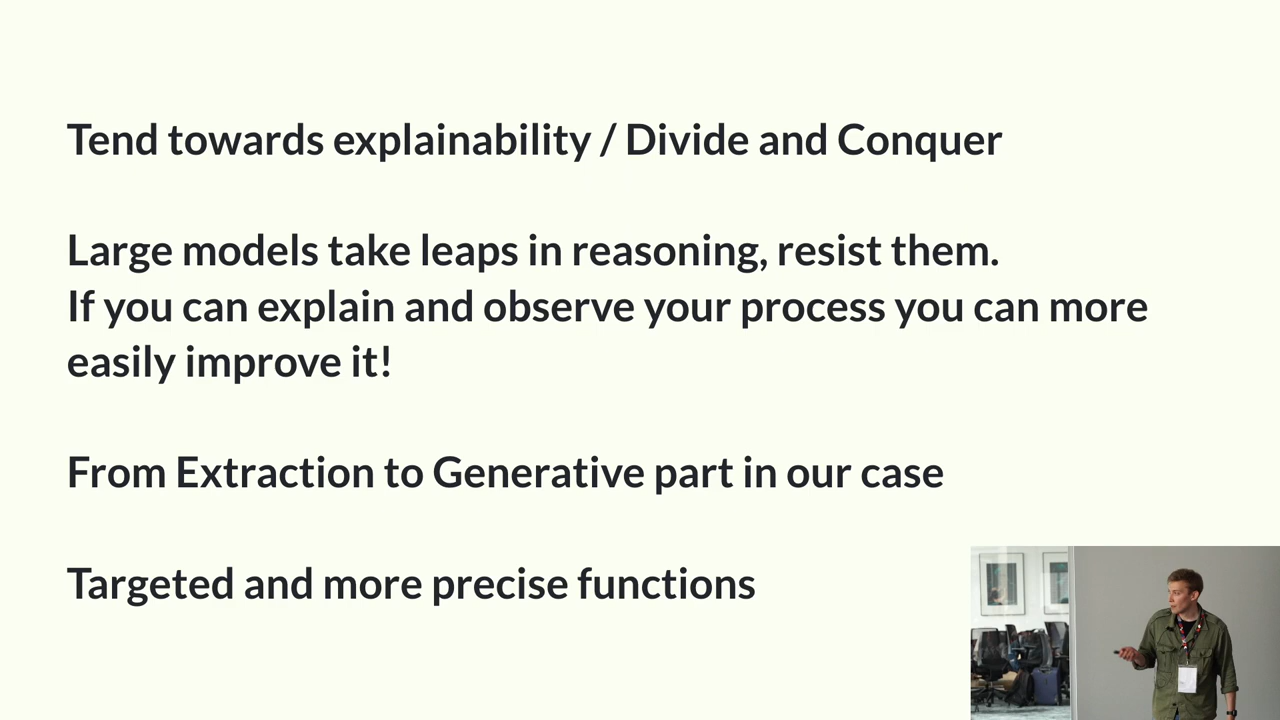 Tend towards explainability / Divide and Conquer
Large models take leaps in reasoning, resist them.
If you can explain and observe your process you can more
easily improve it!
From Extraction to Generative part in our case
Targeted and more precise functions